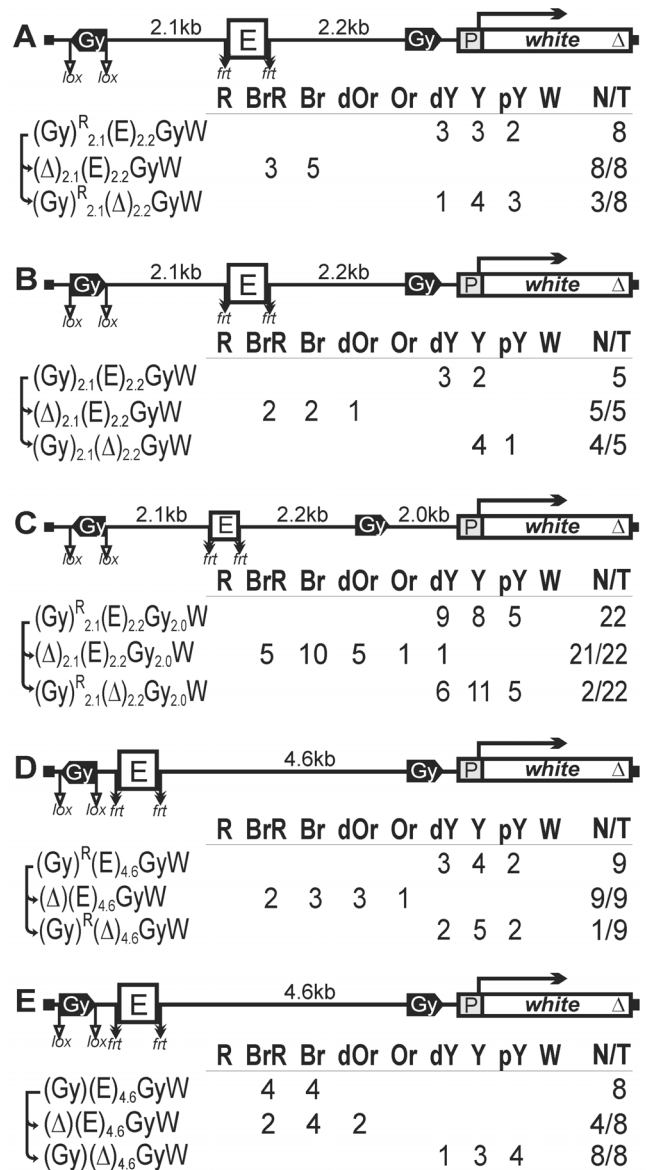 A Gy 2.1kb E 2.2kb Gy P white Δ
lox lox frt frt
R BrR Br dOr Or dY Y pY W N/T
(Gy)ᴿ₂.₁(E)₂.₂GyW 3 3 2 8
(Δ)₂.₁(E)₂.₂GyW 3 5 8/8
(Gy)ᴿ₂.₁(Δ)₂.₂GyW 1 4 3 3/8
B Gy 2.1kb E 2.2kb Gy P white Δ
lox lox frt frt
R BrR Br dOr Or dY Y pY W N/T
(Gy)₂.₁(E)₂.₂GyW 3 2 5
(Δ)₂.₁(E)₂.₂GyW 2 2 1 5/5
(Gy)₂.₁(Δ)₂.₂GyW 4 1 4/5
C Gy 2.1kb E 2.2kb Gy 2.0kb P white Δ
lox lox frt frt
R BrR Br dOr Or dY Y pY W N/T
(Gy)ᴿ₂.₁(E)₂.₂Gy₂.₀W 9 8 5 22
(Δ)₂.₁(E)₂.₂Gy₂.₀W 5 10 5 1 1 21/22
(Gy)ᴿ₂.₁(Δ)₂.₂Gy₂.₀W 6 11 5 2/22
D Gy E 4.6kb Gy P white Δ
lox lox frt frt
R BrR Br dOr Or dY Y pY W N/T
(Gy)ᴿ(E)₄.₆GyW 3 4 2 9
(Δ)(E)₄.₆GyW 2 3 3 1 9/9
(Gy)ᴿ(Δ)₄.₆GyW 2 5 2 1/9
E Gy E 4.6kb Gy P white Δ
lox lox frt frt
R BrR Br dOr Or dY Y pY W N/T
(Gy)(E)₄.₆GyW 4 4 8
(Δ)(E)₄.₆GyW 2 4 2 4/8
(Gy)(Δ)₄.₆GyW 1 3 4 8/8